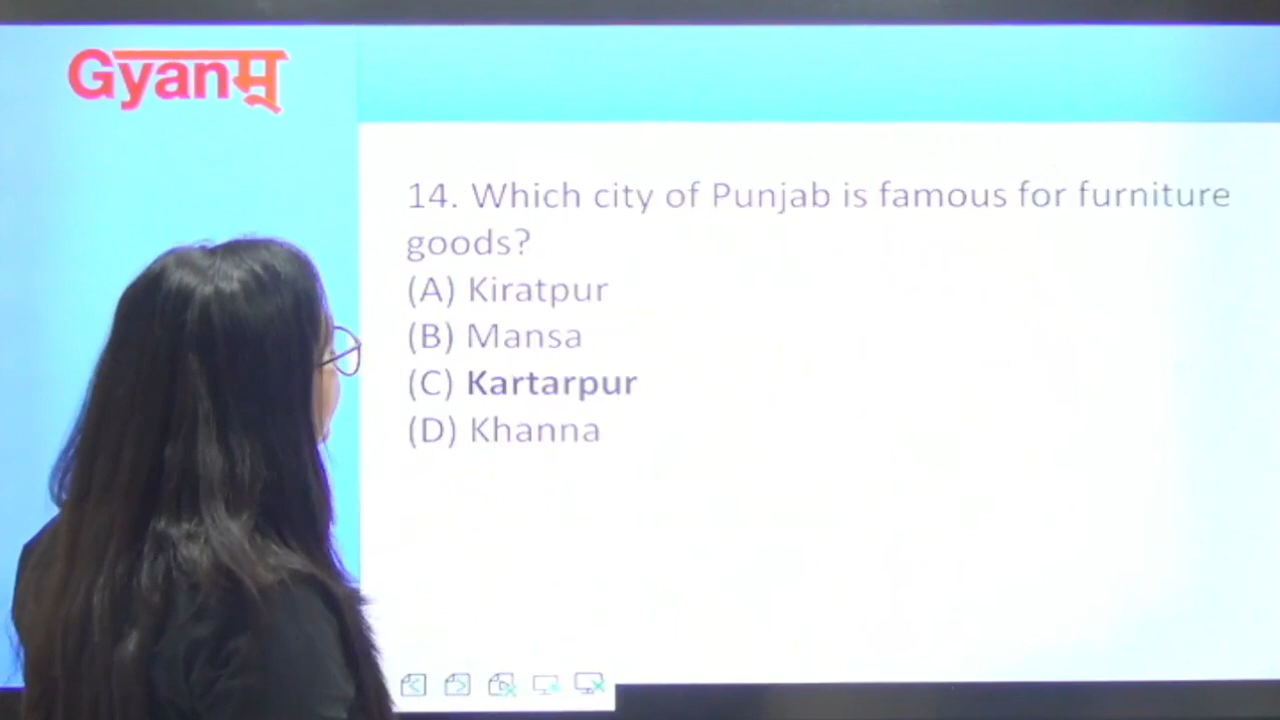 Gyanम्
14. Which city of Punjab is famous for furniture
goods?
(A) Kiratpur
(B) Mansa
(C) Kartarpur
(D) Khanna